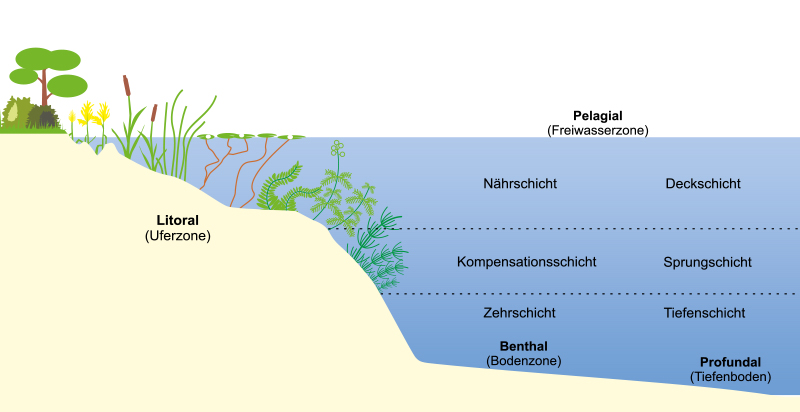 Pelagial
(Freiwasserzone)
Nährschicht
Deckschicht
Litoral
(Uferzone)
Kompensationsschicht
Sprungschicht
Zehrschicht
Tiefenschicht
Benthal
(Bodenzone)
Profundal
(Tiefenboden)